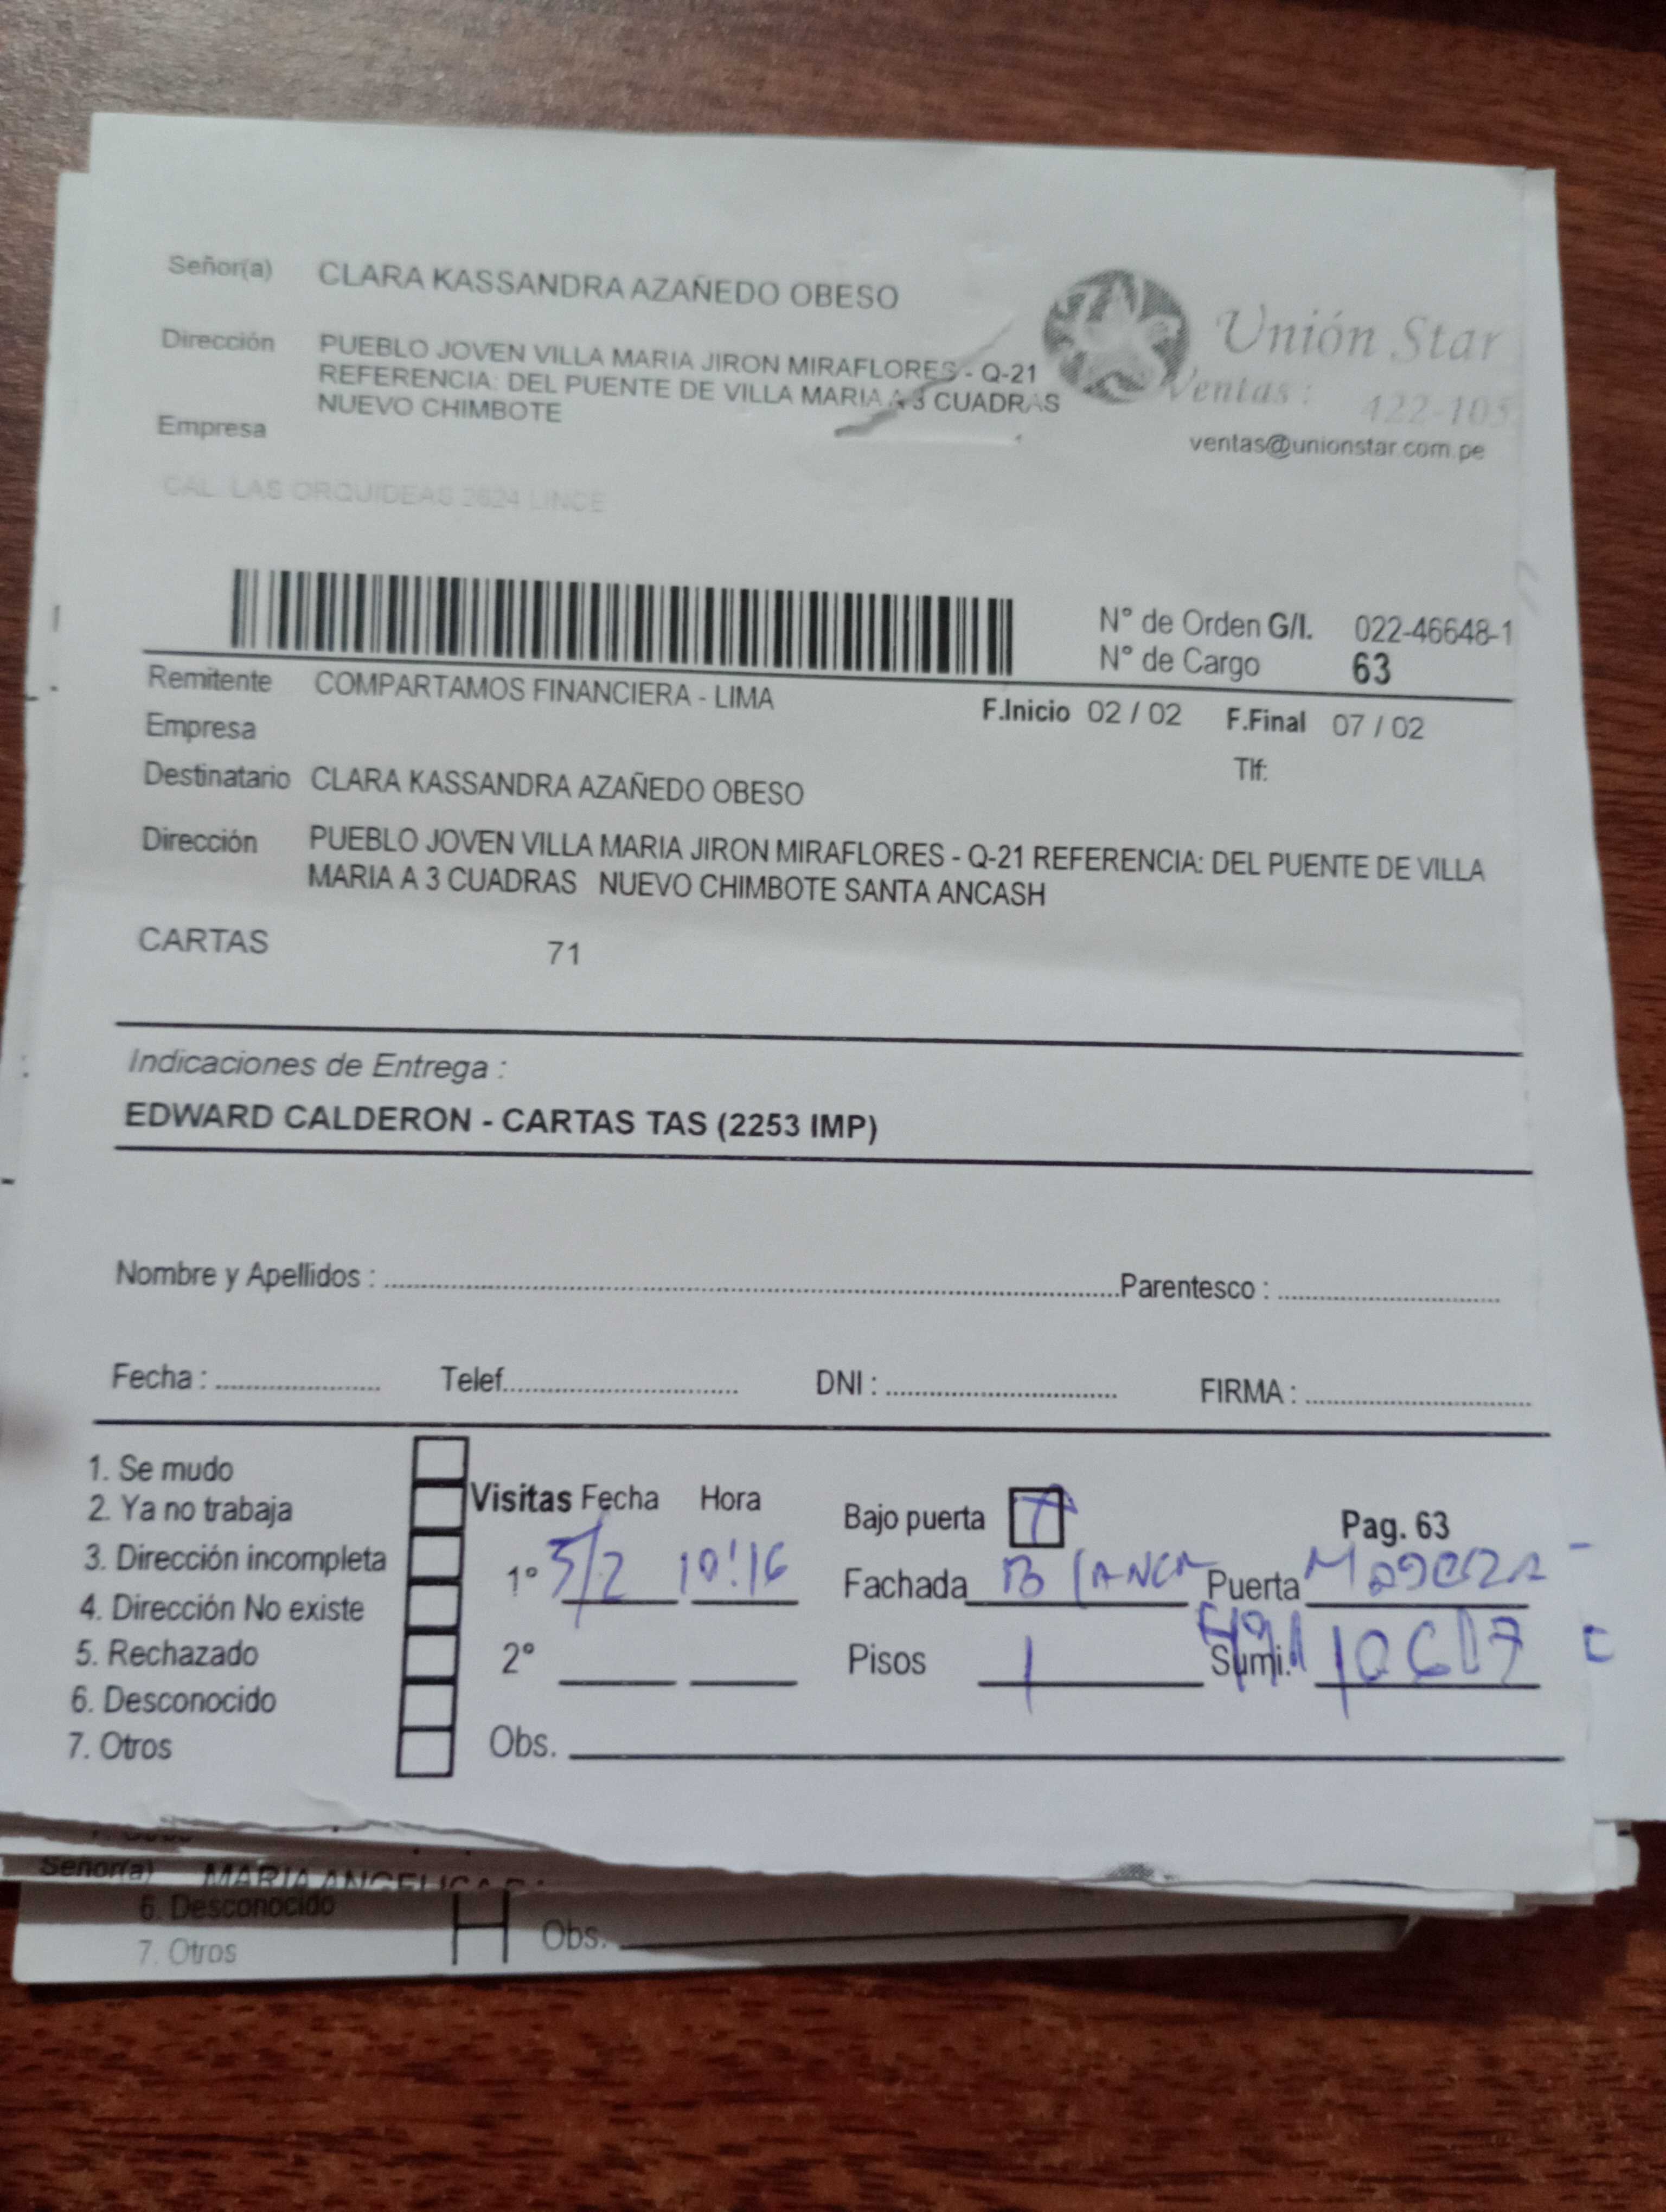 Señor(a) CLARA KASSANDRA AZAÑEDO OBESO
Unión Star
Dirección PUEBLO JOVEN VILLA MARIA JIRON MIRAFLORES - Q-21
REFERENCIA: DEL PUENTE DE VILLA MARIA A 3 CUADRAS
NUEVO CHIMBOTE
Ventas : 422-105
Empresa
ventas@unionstar.com.pe
CAL. LAS ORQUIDEAS 2624 LINCE
N° de Orden G/I. 022-46648-1
N° de Cargo 63
Remitente COMPARTAMOS FINANCIERA - LIMA
F.Inicio 02 / 02 F.Final 07 / 02
Empresa
Tlf:
Destinatario CLARA KASSANDRA AZAÑEDO OBESO
Dirección PUEBLO JOVEN VILLA MARIA JIRON MIRAFLORES - Q-21 REFERENCIA: DEL PUENTE DE VILLA
MARIA A 3 CUADRAS NUEVO CHIMBOTE SANTA ANCASH
CARTAS 71
Indicaciones de Entrega :
EDWARD CALDERON - CARTAS TAS (2253 IMP)
Nombre y Apellidos : Parentesco :
Fecha : Telef. DNI : FIRMA :
1. Se mudo
2. Ya no trabaja
3. Dirección incompleta
4. Dirección No existe
5. Rechazado
6. Desconocido
7. Otros
Visitas Fecha Hora
1° 5/2 10:16
2°
Obs.
Bajo puerta
Pag. 63
Fachada BLANCA Puerta MADERA
Pisos 1 Sumi.
Señor(a) MARIA ANGELICA
6. Desconocido
7. Otros
Obs.